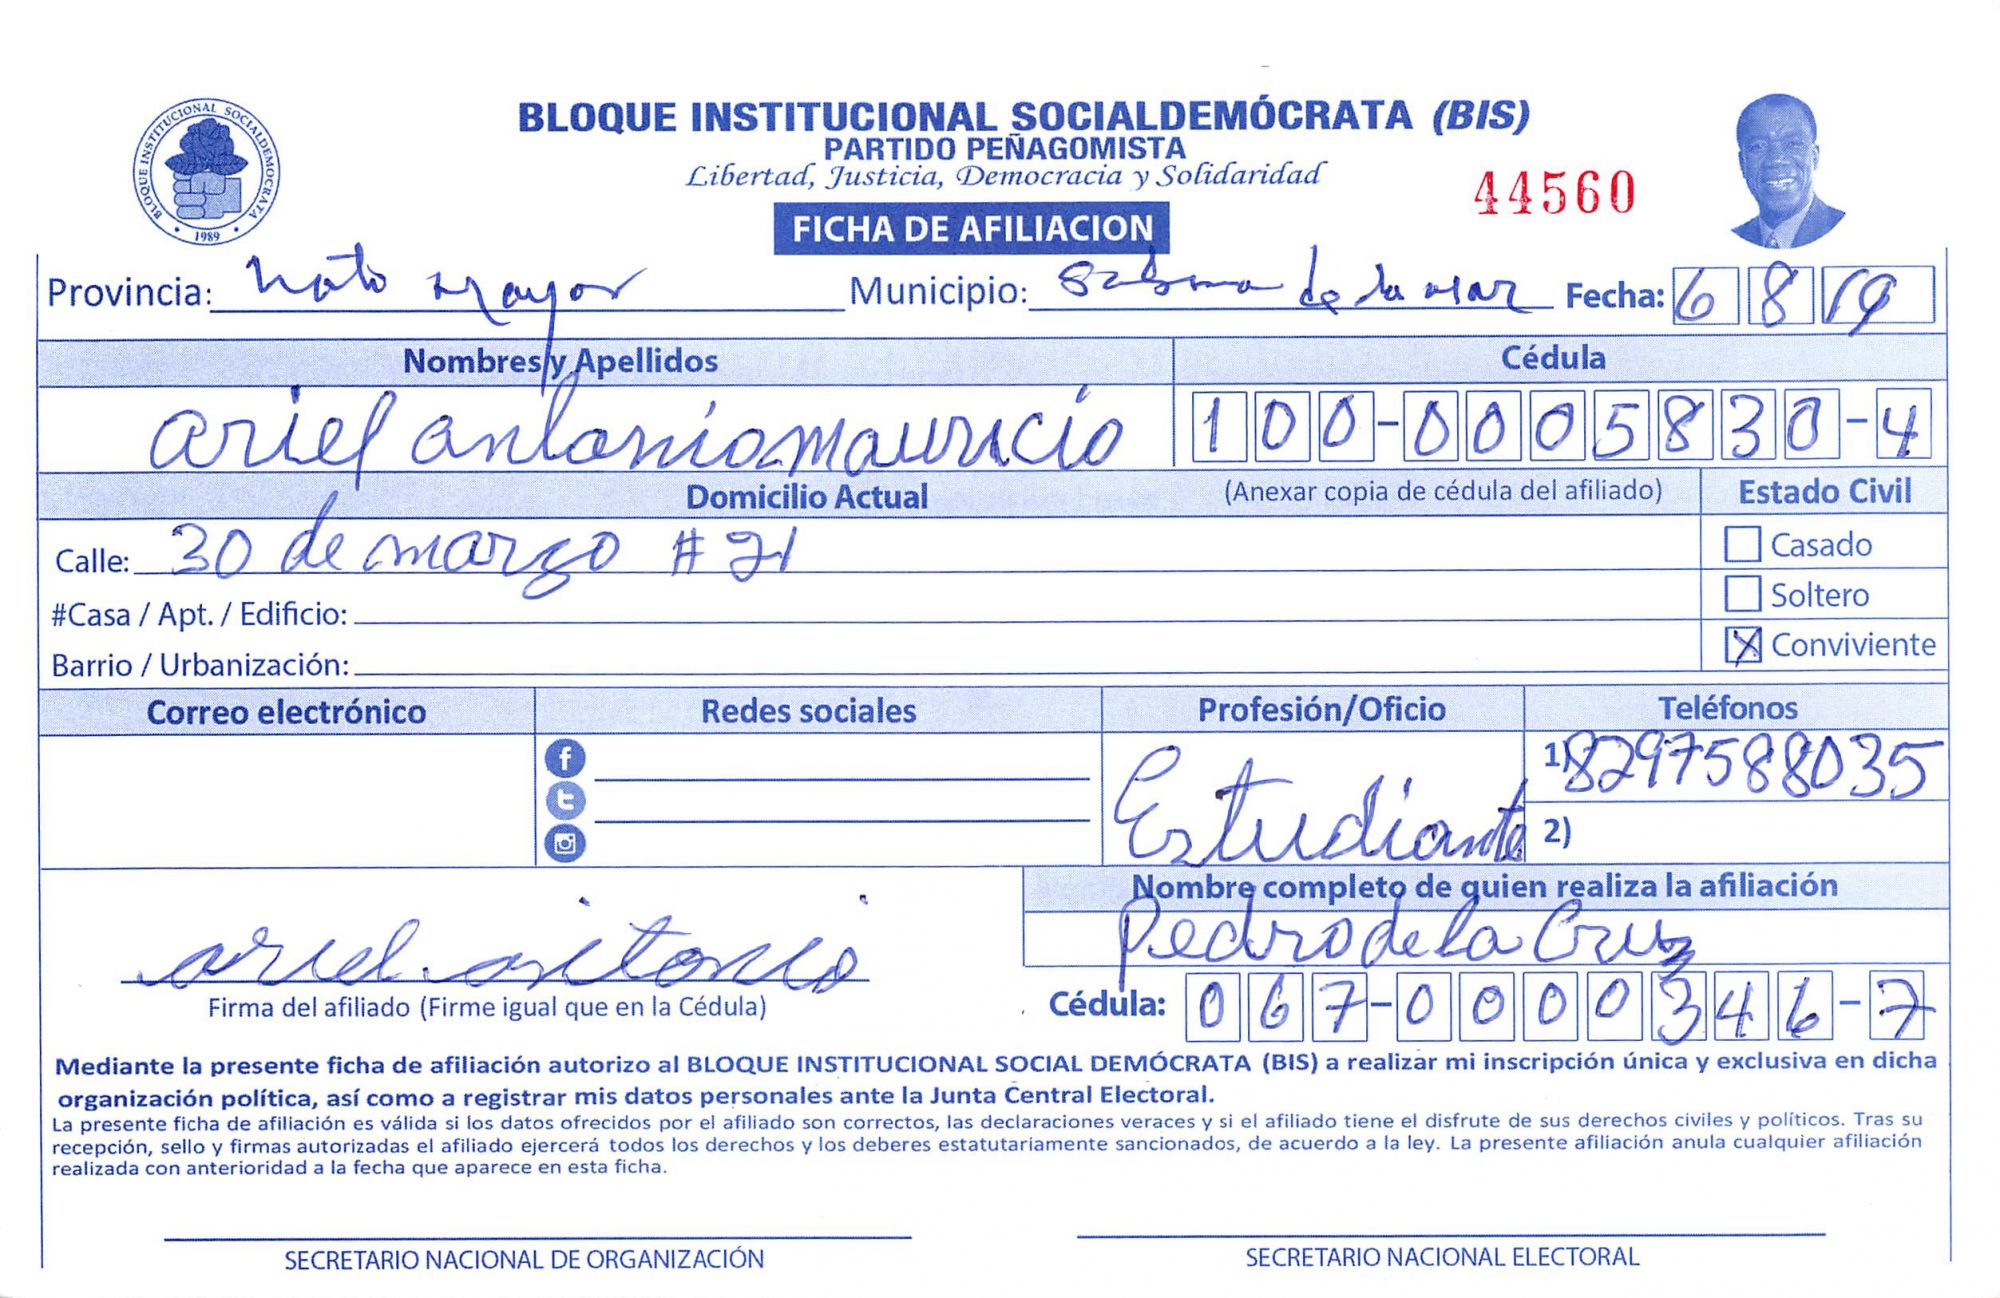 BLOQUE INSTITUCIONAL SOCIALDEMOCRATA
1989
BLOQUE INSTITUCIONAL SOCIALDEMÓCRATA (BIS)
PARTIDO PEÑAGOMISTA
Libertad, Justicia, Democracia y Solidaridad
44560
FICHA DE AFILIACION
Provincia: hato mayor Municipio: Sabana de la mar Fecha: 6 8 19
Nombres y Apellidos Cédula
ariel antonio mauricio 100-0005830-4
Domicilio Actual (Anexar copia de cédula del afiliado) Estado Civil
Calle: 30 de marzo # 21 Casado
#Casa / Apt. / Edificio: Soltero
Barrio / Urbanización: X Conviviente
Correo electrónico Redes sociales Profesión/Oficio Teléfonos
1) 8297588035
Estudiante 2)
Nombre completo de quien realiza la afiliación
Pedro de la Cruz
ariel antonio
Firma del afiliado (Firme igual que en la Cédula) Cédula: 067-0000346-7
Mediante la presente ficha de afiliación autorizo al BLOQUE INSTITUCIONAL SOCIAL DEMÓCRATA (BIS) a realizar mi inscripción única y exclusiva en dicha
organización política, así como a registrar mis datos personales ante la Junta Central Electoral.
La presente ficha de afiliación es válida si los datos ofrecidos por el afiliado son correctos, las declaraciones veraces y si el afiliado tiene el disfrute de sus derechos civiles y políticos. Tras su
recepción, sello y firmas autorizadas el afiliado ejercerá todos los derechos y los deberes estatutariamente sancionados, de acuerdo a la ley. La presente afiliación anula cualquier afiliación
realizada con anterioridad a la fecha que aparece en esta ficha.
SECRETARIO NACIONAL DE ORGANIZACIÓN SECRETARIO NACIONAL ELECTORAL